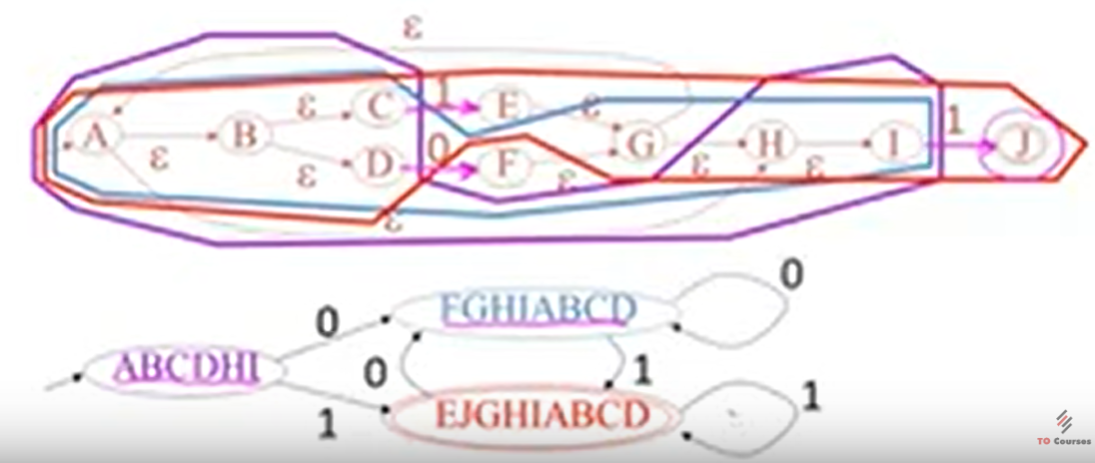 ε
A ε B ε C 1 E ε G ε H ε I 1 J
ε D 0 F ε
ε
0 FGHIABCD 0
ABCDHI 0 1
1 EJGHIABCD 1
TO Courses